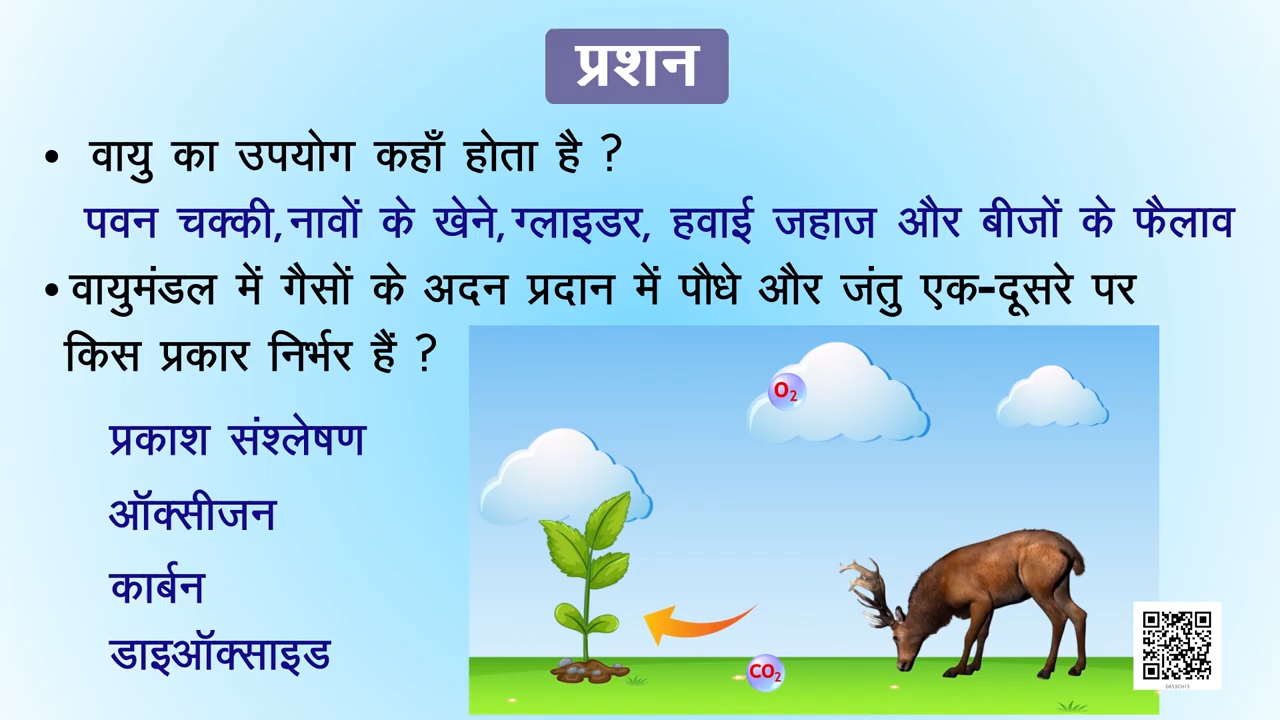 प्रशन
• वायु का उपयोग कहाँ होता है ?
पवन चक्की,नावों के खेने,ग्लाइडर, हवाई जहाज और बीजों के फैलाव
• वायुमंडल में गैसों के अदन प्रदान में पौधे और जंतु एक-दूसरे पर
किस प्रकार निर्भर हैं ?
प्रकाश संश्लेषण
ऑक्सीजन
कार्बन
डाइऑक्साइड
O₂
CO₂
0653CH15